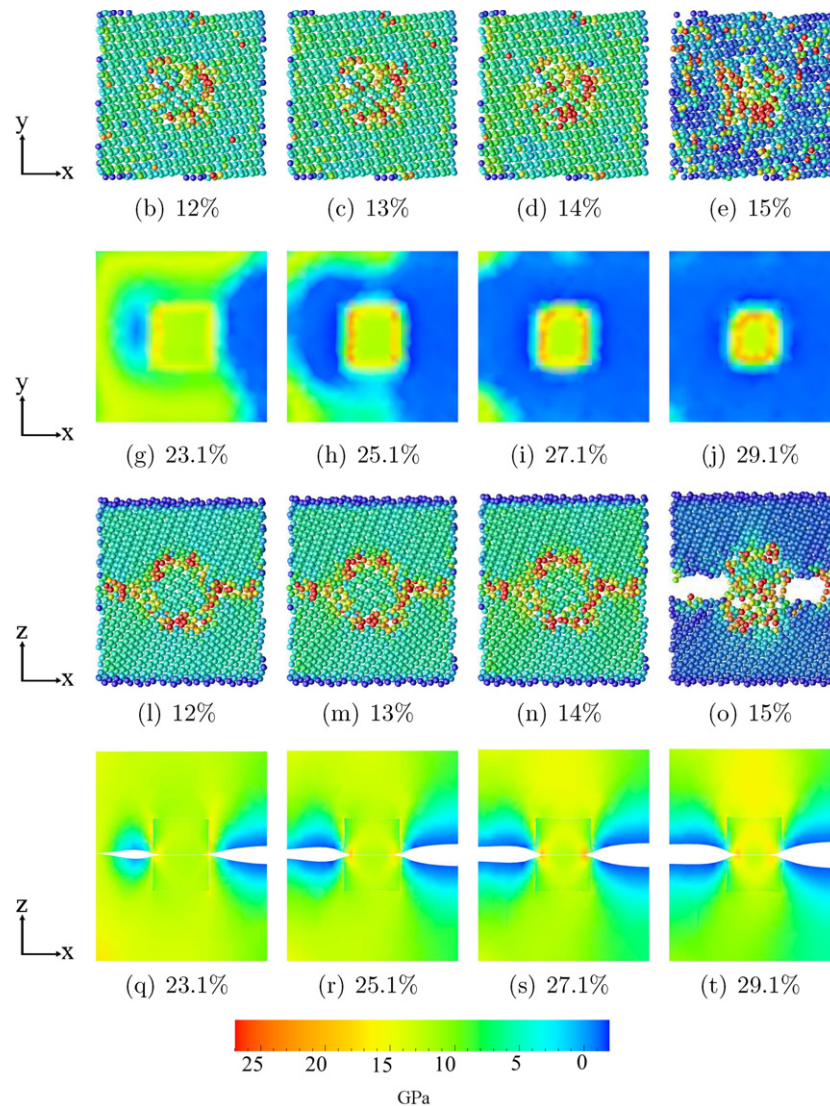 y
x
(b) 12% (c) 13% (d) 14% (e) 15%
y
x
(g) 23.1% (h) 25.1% (i) 27.1% (j) 29.1%
z
x
(l) 12% (m) 13% (n) 14% (o) 15%
z
x
(q) 23.1% (r) 25.1% (s) 27.1% (t) 29.1%
25 20 15 10 5 0
GPa